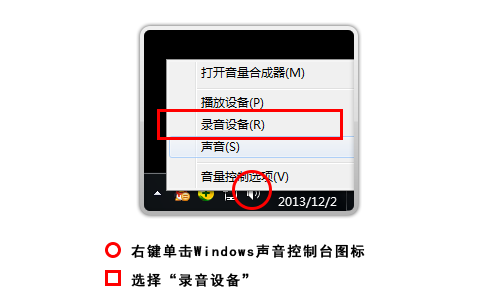 打开音量合成器(M)
播放设备(P)
录音设备(R)
声音(S)
音量控制选项(V)
2013/12/2
右键单击Windows声音控制台图标
选择“录音设备”